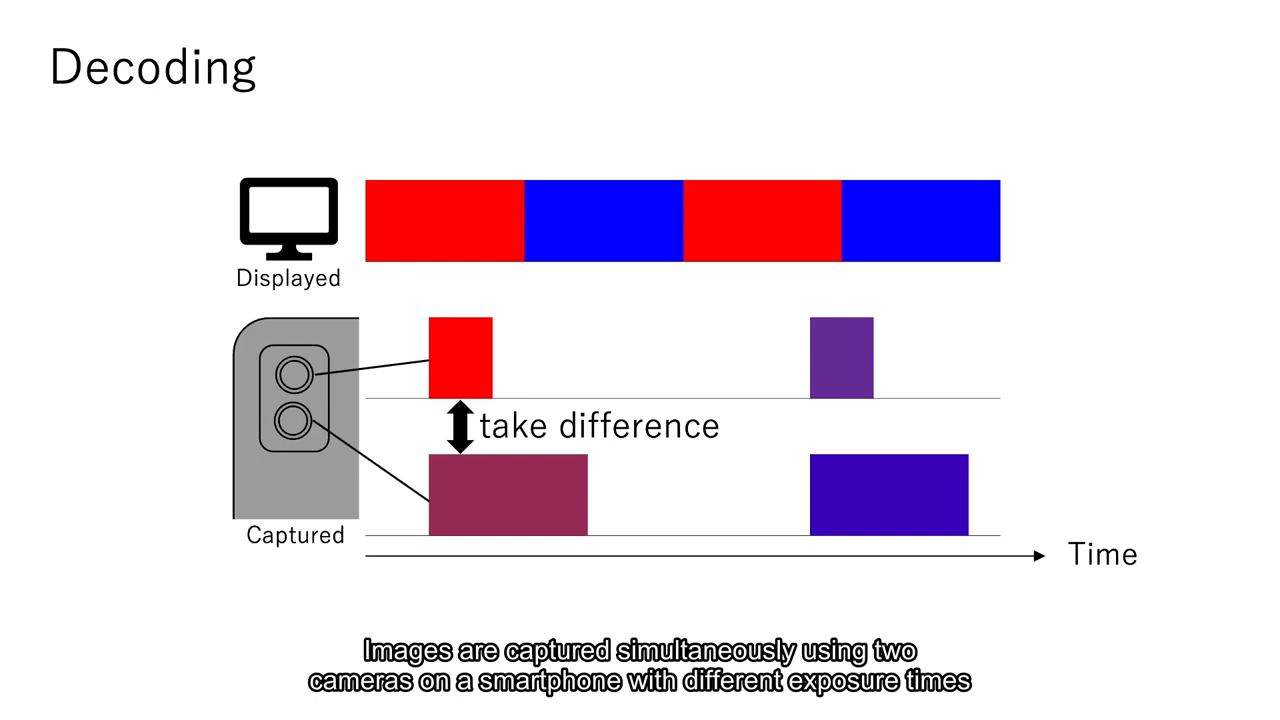 Decoding
Displayed
take difference
Captured
Time
Images are captured simultaneously using two
cameras on a smartphone with different exposure times